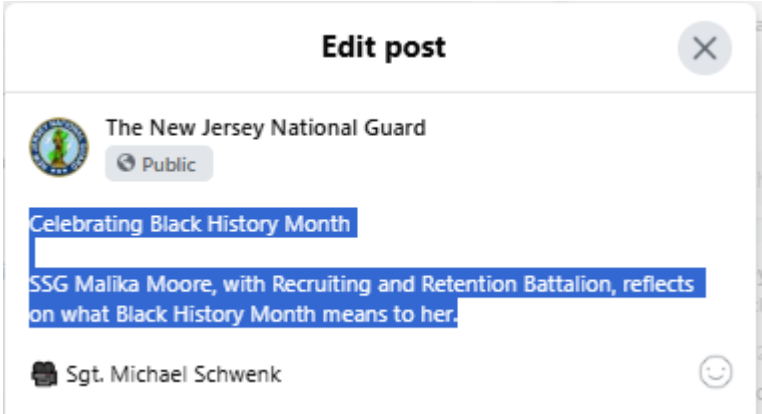 Edit post
The New Jersey National Guard
Public
Celebrating Black History Month
SSG Malika Moore, with Recruiting and Retention Battalion, reflects
on what Black History Month means to her.
Sgt. Michael Schwenk